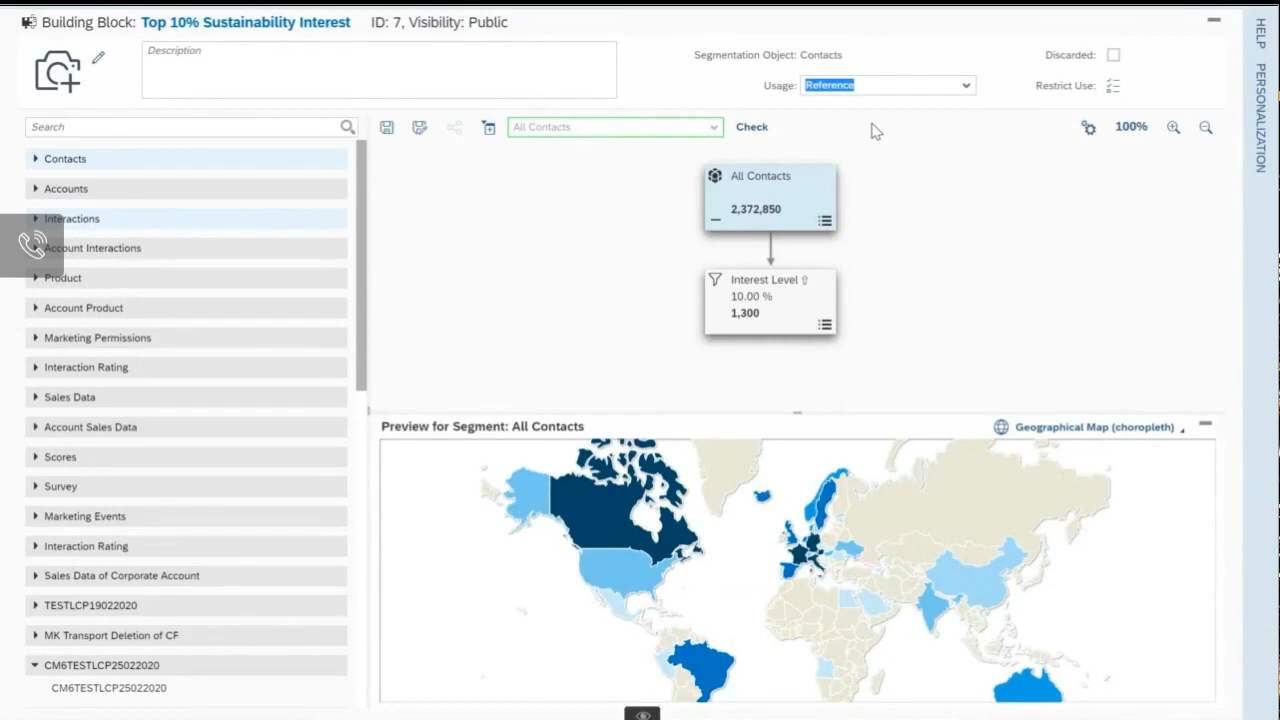 Building Block: Top 10% Sustainability Interest ID: 7, Visibility: Public
Description
Segmentation Object: Contacts
Discarded:
Usage: Reference
Restrict Use:
HELP
PERSONALIZATION
Search
All Contacts
Check
100%
Contacts
Accounts
Interactions
Account Interactions
Product
Account Product
Marketing Permissions
Interaction Rating
Sales Data
Account Sales Data
Scores
Survey
Marketing Events
Interaction Rating
Sales Data of Corporate Account
TESTLCP19022020
MK Transport Deletion of CF
CM6TESTLCP25022020
CM6TESTLCP25022020
All Contacts
2,372,850
Interest Level ⇧
10.00 %
1,300
Preview for Segment: All Contacts
Geographical Map (choropleth)